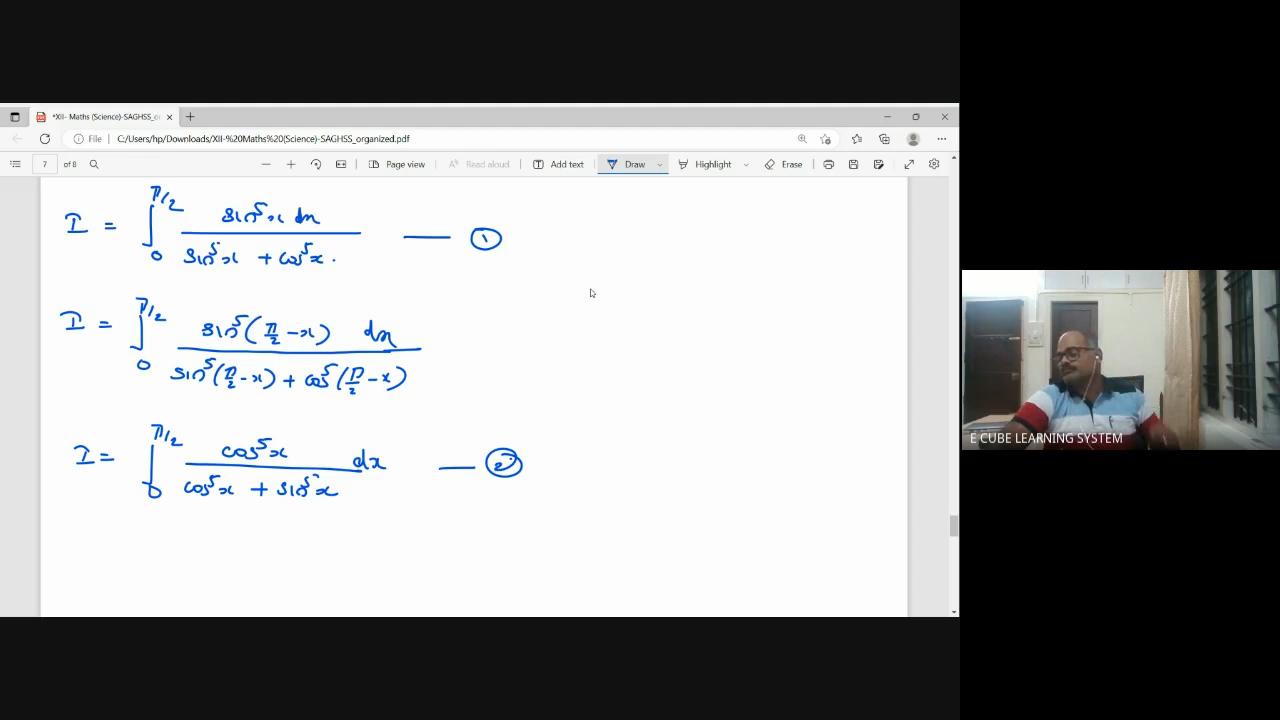 *XII- Maths (Science)-SAGHSS_or
File C:/Users/hp/Downloads/XII-%20Maths%20(Science)-SAGHSS_organized.pdf
7 of 8 Page view Read aloud Add text Draw Highlight Erase
I = ∫₀^(π/2) sin⁵x dx / (sin⁵x + cos⁵x) —— ①
I = ∫₀^(π/2) sin⁵(π/2 - x) dx / (sin⁵(π/2 - x) + cos⁵(π/2 - x))
I = ∫₀^(π/2) cos⁵x / (cos⁵x + sin⁵x) dx —— ②
E CUBE LEARNING SYSTEM